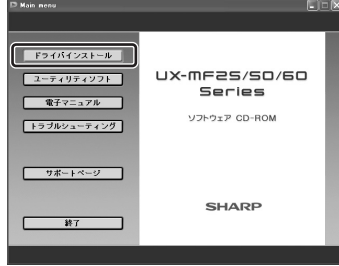 Main menu
ドライバインストール
ユーティリティソフト
電子マニュアル
トラブルシューティング
サポートページ
終了
UX-MF25/50/60
Series
ソフトウェア CD-ROM
SHARP